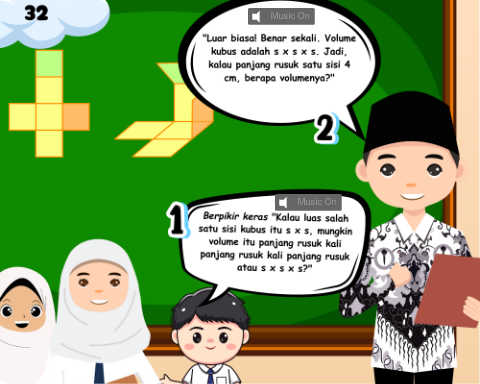 32
Music On
"Luar biasa! Benar sekali. Volume
kubus adalah s x s x s. Jadi,
kalau panjang rusuk satu sisi 4
cm, berapa volumenya?"
2
Music On
1
Berpikir keras "Kalau luas salah
satu sisi kubus itu s x s, mungkin
volume itu panjang rusuk kali
panjang rusuk kali panjang rusuk
atau s x s x s?"